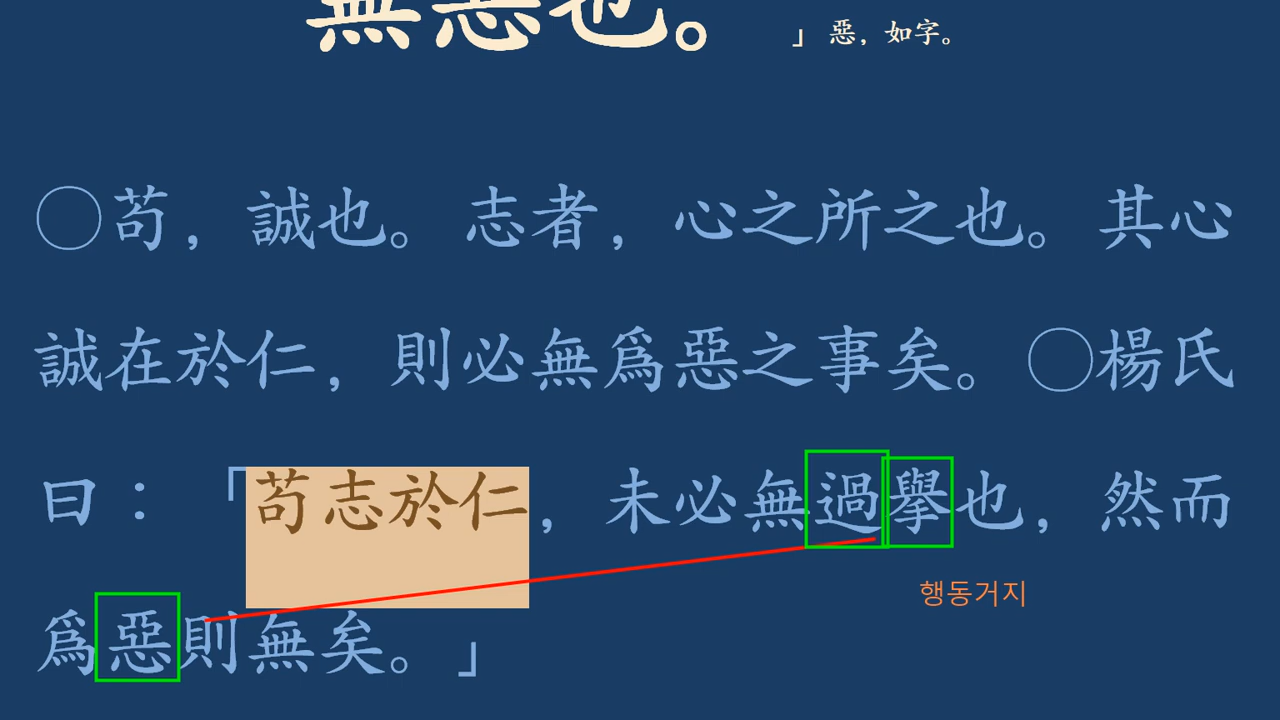 無惡也。 」惡，如字。
◯苟，誠也。志者，心之所之也。其心
誠在於仁，則必無爲惡之事矣。◯楊氏
曰：「苟志於仁，未必無過擧也，然而
행동거지
爲惡則無矣。」